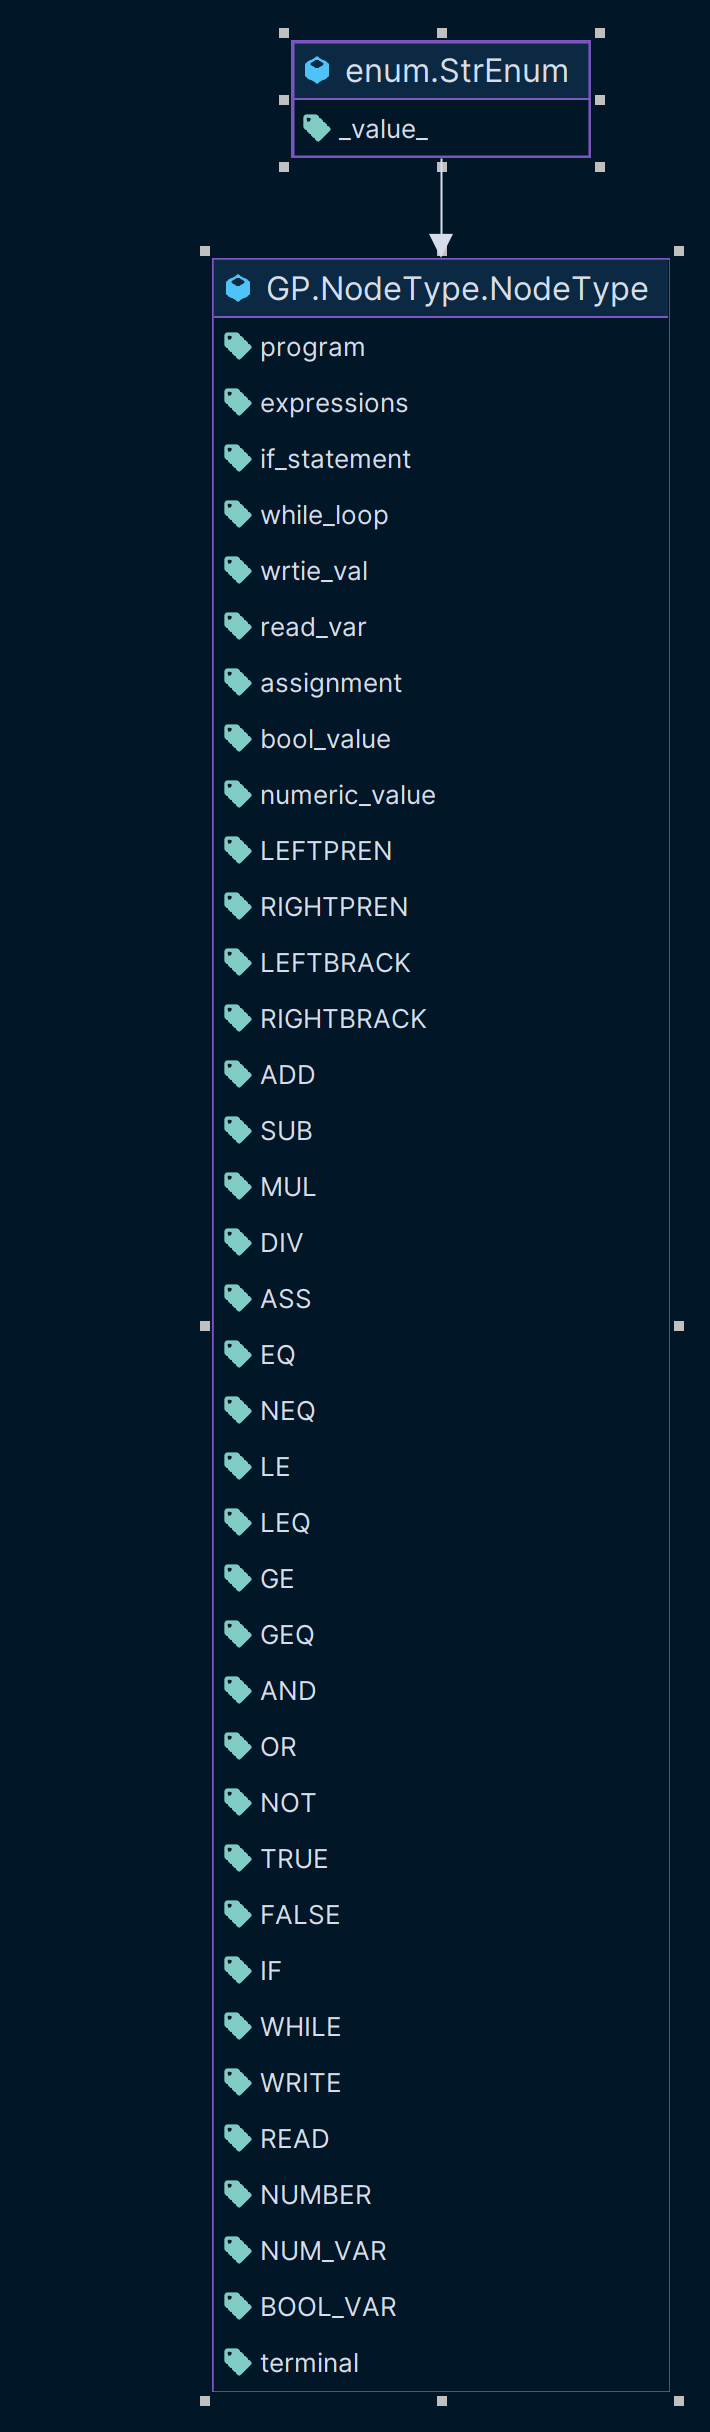 enum.StrEnum
_value_
GP.NodeType.NodeType
program
expressions
if_statement
while_loop
wrtie_val
read_var
assignment
bool_value
numeric_value
LEFTPREN
RIGHTPREN
LEFTBRACK
RIGHTBRACK
ADD
SUB
MUL
DIV
ASS
EQ
NEQ
LE
LEQ
GE
GEQ
AND
OR
NOT
TRUE
FALSE
IF
WHILE
WRITE
READ
NUMBER
NUM_VAR
BOOL_VAR
terminal